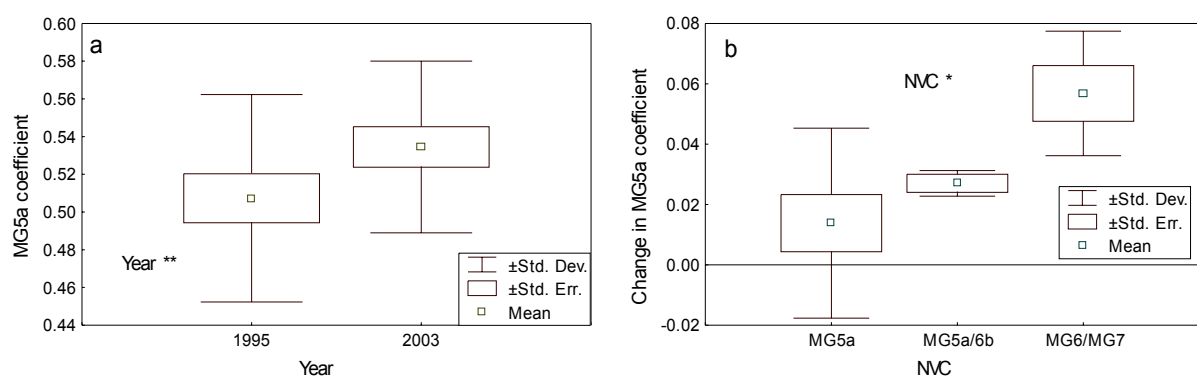 a
MG5a coefficient
0.60
0.58
0.56
0.54
0.52
0.50
0.48
0.46
0.44
Year **
±Std. Dev.
±Std. Err.
Mean
1995
2003
Year
b
Change in MG5a coefficient
0.08
0.06
0.04
0.02
0.00
-0.02
NVC *
±Std. Dev.
±Std. Err.
Mean
MG5a
MG5a/6b
MG6/MG7
NVC